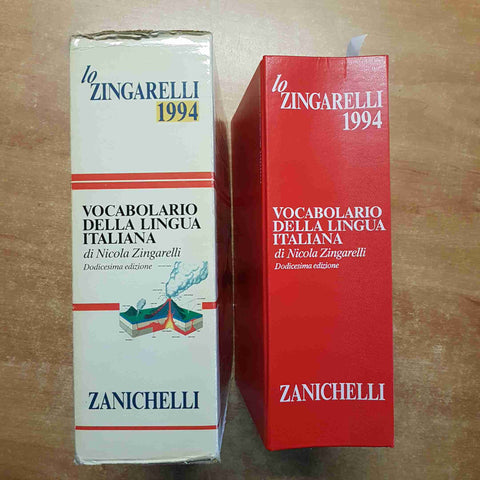 lo
ZINGARELLI
1994
VOCABOLARIO
DELLA LINGUA
ITALIANA
di Nicola Zingarelli
Dodicesima edizione
ZANICHELLI
lo
ZINGARELLI
1994
VOCABOLARIO
DELLA LINGUA
ITALIANA
di Nicola Zingarelli
Dodicesima edizione
ZANICHELLI